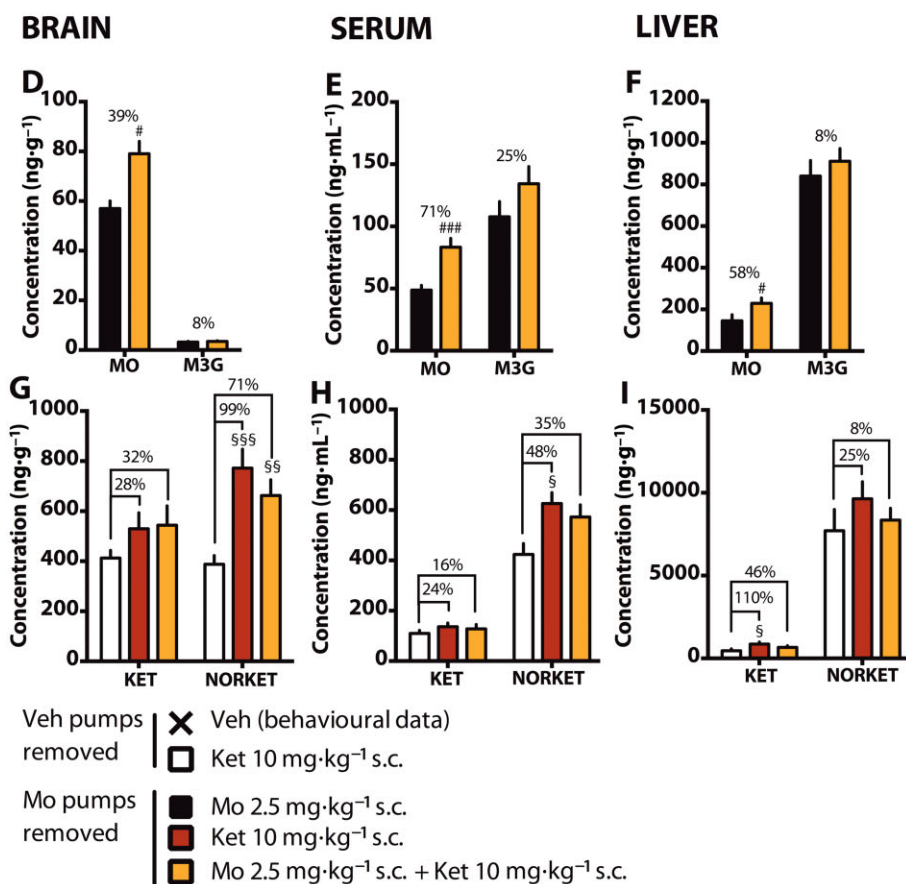 BRAIN SERUM LIVER
D
Concentration (ng·g⁻¹)
100
80
60
40
20
0
39%
#
8%
MO M3G
E
Concentration (ng·mL⁻¹)
200
150
100
50
0
71%
###
25%
MO M3G
F
Concentration (ng·g⁻¹)
1200
1000
800
600
400
200
0
58%
#
8%
MO M3G
G
Concentration (ng·g⁻¹)
1000
800
600
400
200
0
32%
28%
71%
99%
§§§
§§
KET NORKET
H
Concentration (ng·mL⁻¹)
1000
800
600
400
200
0
16%
24%
35%
48%
§
KET NORKET
I
Concentration (ng·g⁻¹)
15000
10000
5000
0
46%
110%
§
8%
25%
KET NORKET
Veh pumps
removed
Veh (behavioural data)
Ket 10 mg·kg⁻¹ s.c.
Mo pumps
removed
Mo 2.5 mg·kg⁻¹ s.c.
Ket 10 mg·kg⁻¹ s.c.
Mo 2.5 mg·kg⁻¹ s.c. + Ket 10 mg·kg⁻¹ s.c.